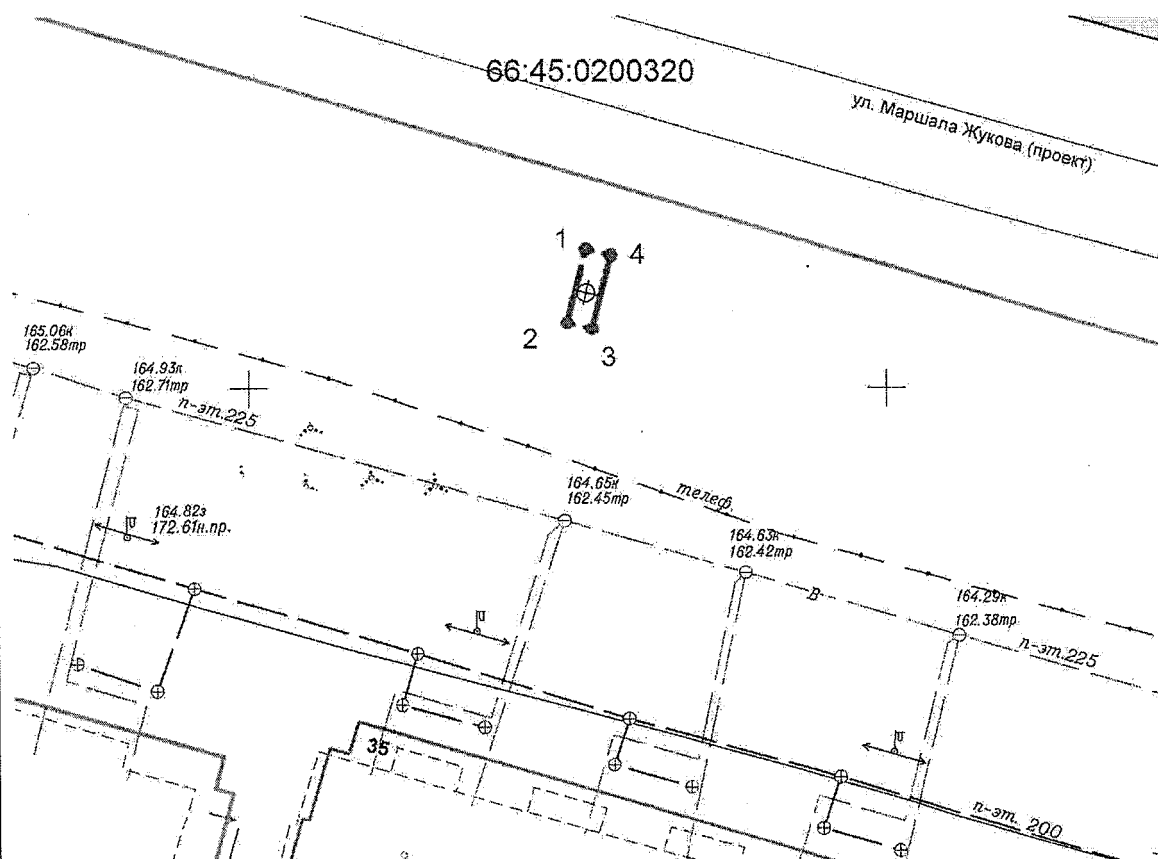 66:45:0200320
ул. Маршала Жукова (проект)
1
4
2
3
165.06к
162.58тр
164.93к
162.71тр
п-эт.225
164.65к
162.45тр
телеф.
164.82з
172.61н.пр.
164.63к
162.42тр
В
164.29к
162.38тр
п-эт.225
35
п-эт. 200